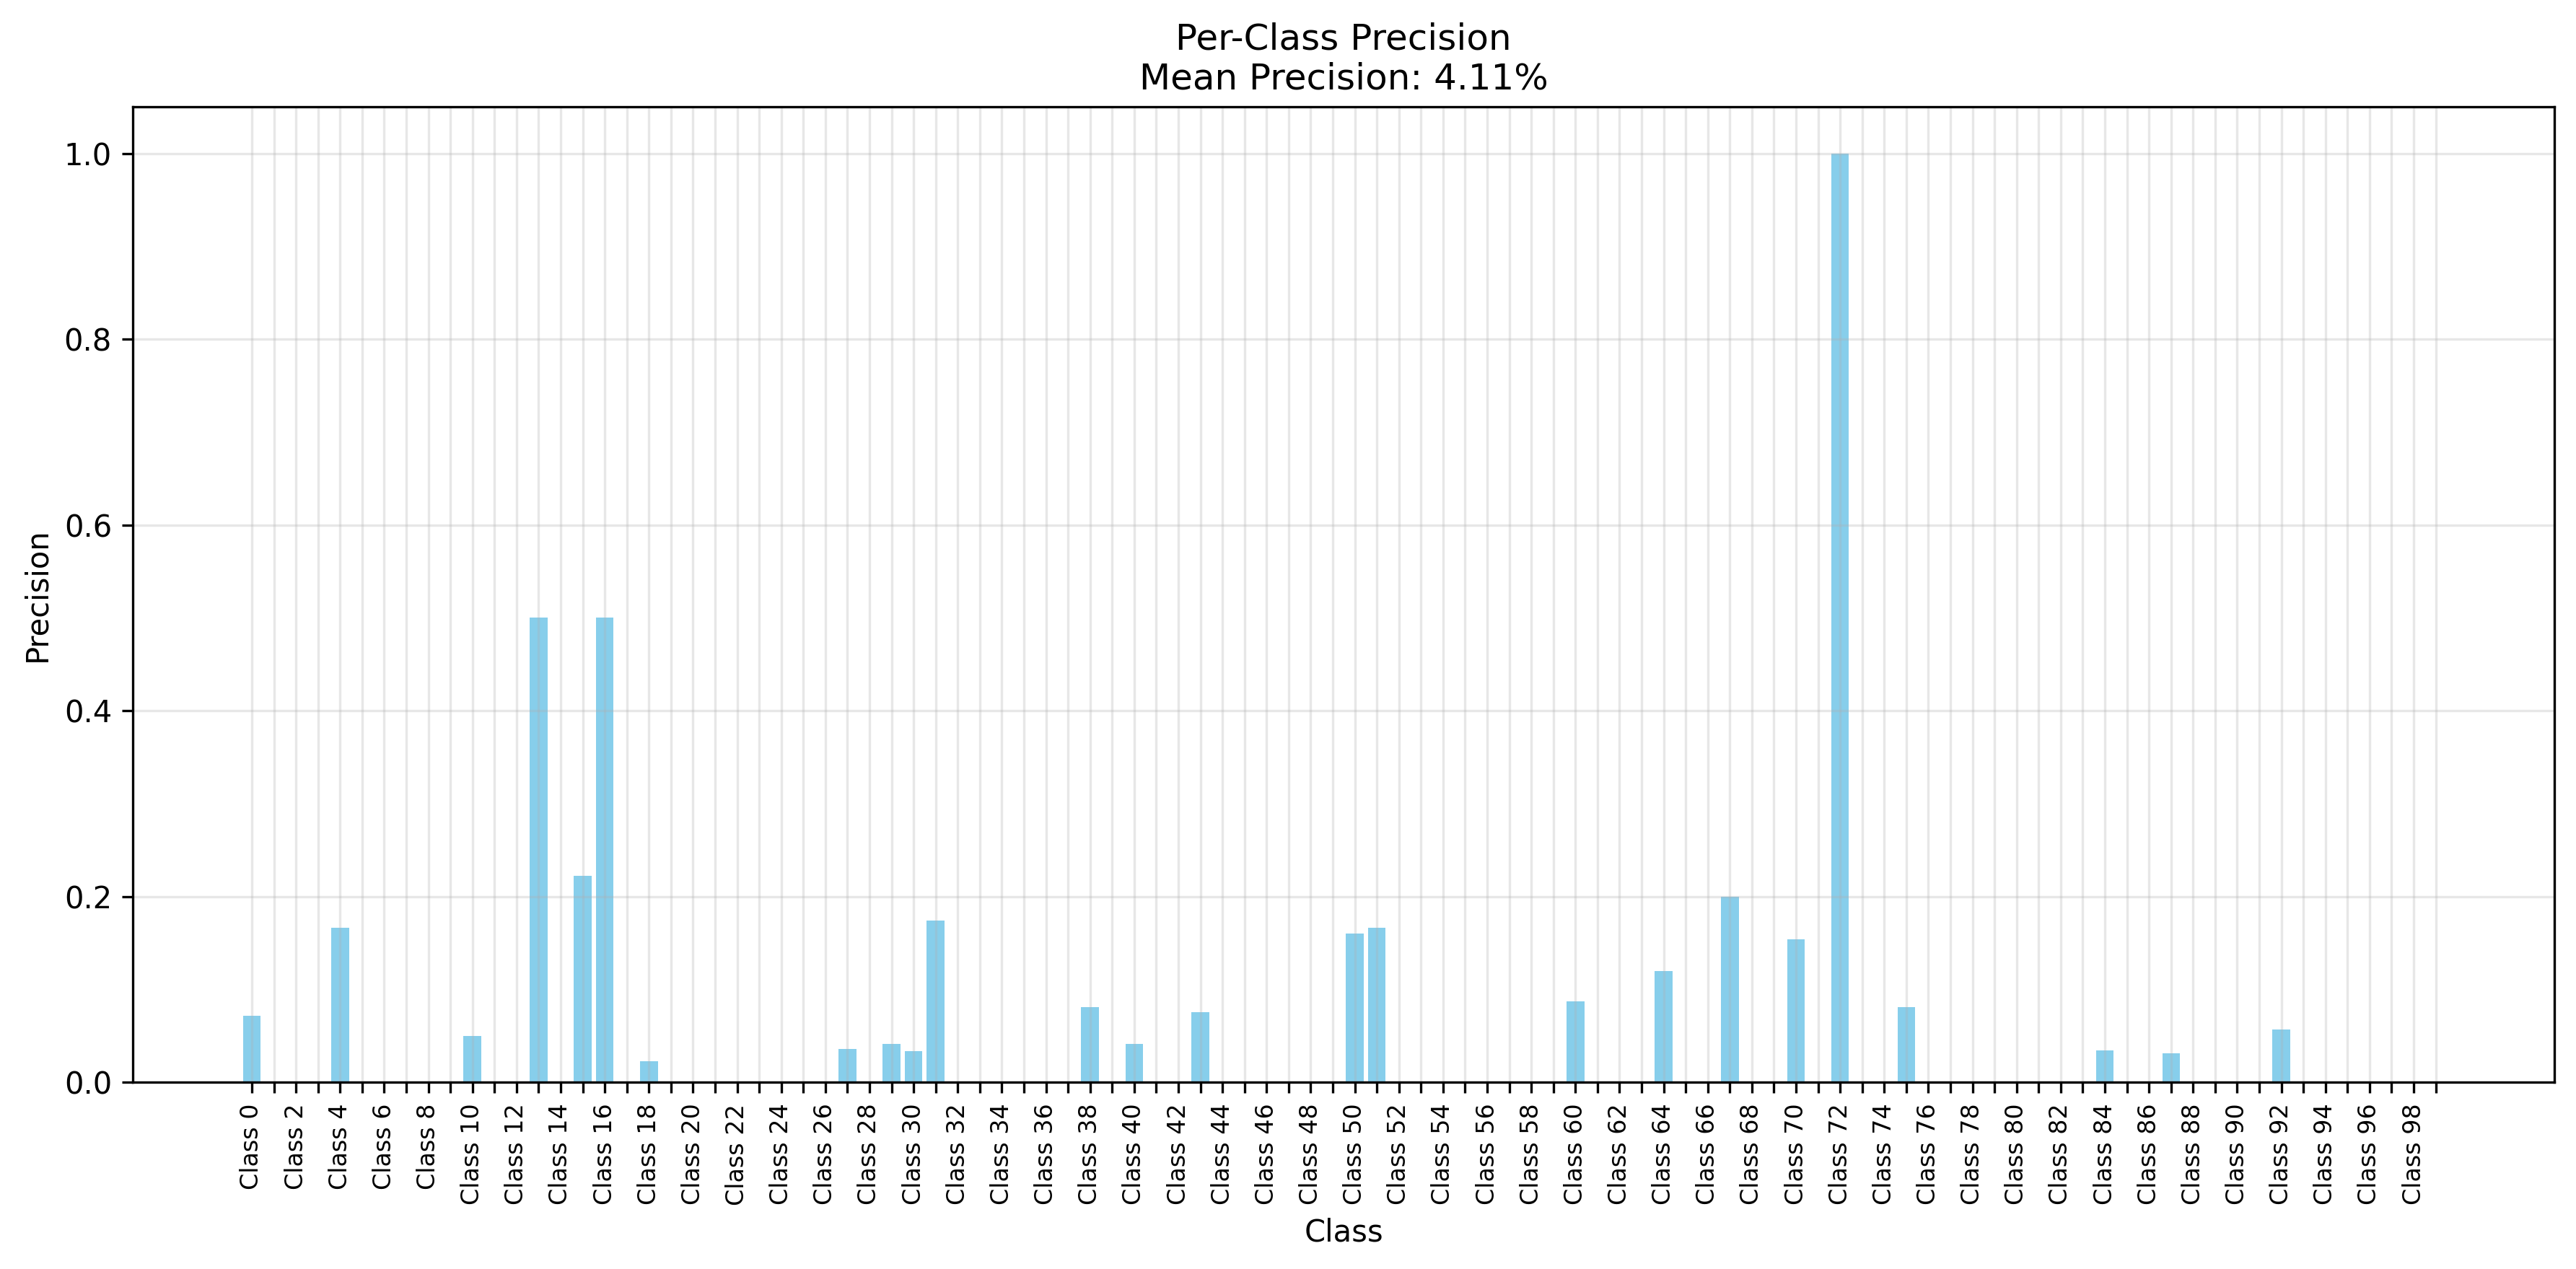 Per-Class Precision
Mean Precision: 4.11%
Precision
1.0
0.8
0.6
0.4
0.2
0.0
Class 0
Class 2
Class 4
Class 6
Class 8
Class 10
Class 12
Class 14
Class 16
Class 18
Class 20
Class 22
Class 24
Class 26
Class 28
Class 30
Class 32
Class 34
Class 36
Class 38
Class 40
Class 42
Class 44
Class 46
Class 48
Class 50
Class 52
Class 54
Class 56
Class 58
Class 60
Class 62
Class 64
Class 66
Class 68
Class 70
Class 72
Class 74
Class 76
Class 78
Class 80
Class 82
Class 84
Class 86
Class 88
Class 90
Class 92
Class 94
Class 96
Class 98
Class